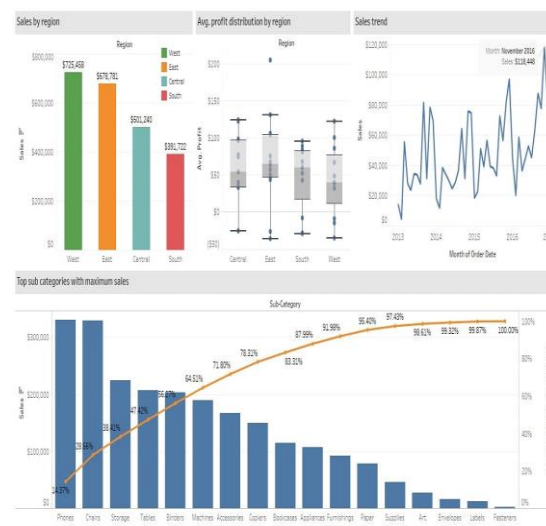 Sales by region
Region
$800,000
$600,000
$400,000
$200,000
$0
Sales
$725,458
$678,781
$501,240
$391,722
West
East
Central
South
West
East
Central
South
Avg. profit distribution by region
Region
Avg. Profit
$200
$150
$100
$50
$0
($50)
Central
East
South
West
Sales trend
Month: November 2016
Sales: $118,448
Sales
$120,000
$100,000
$80,000
$60,000
$40,000
$20,000
$0
2013
2014
2015
2016
Month of Order Date
Top sub categories with maximum sales
Sub-Category
Sales
$300,000
$200,000
$100,000
$0
14.37%
38.41%
47.42%
56.27%
64.51%
71.80%
78.31%
83.31%
87.99%
91.98%
95.40%
97.43%
98.61%
99.32%
99.87%
100.00%
100%
80%
60%
40%
20%
0%
Phones
Chairs
Storage
Tables
Binders
Machines
Accessories
Copiers
Bookcases
Appliances
Furnishings
Paper
Supplies
Art
Envelopes
Labels
Fasteners